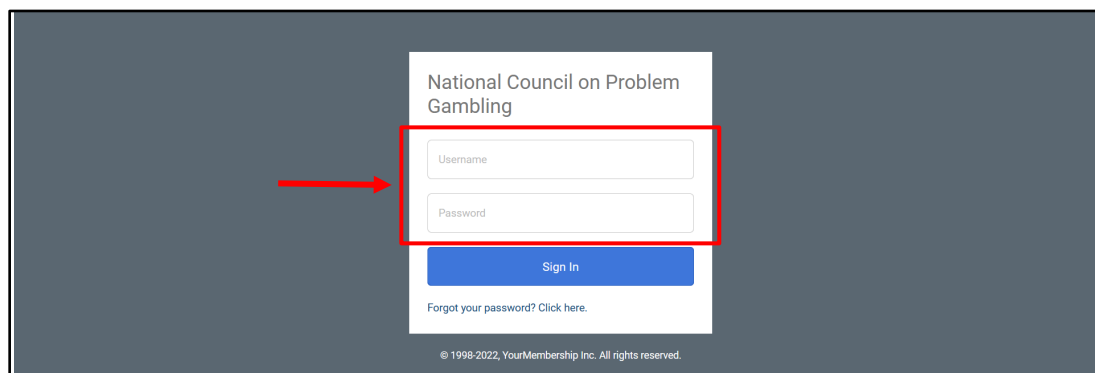 National Council on Problem
Gambling
Username
Password
Sign In
Forgot your password? Click here.
© 1998-2022, YourMembership Inc. All rights reserved.